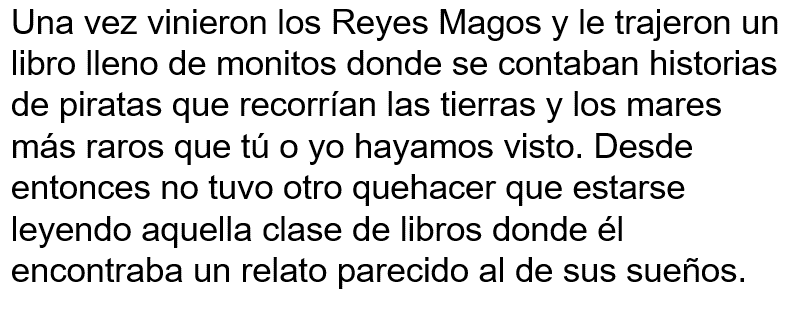 Una vez vinieron los Reyes Magos y le trajeron un
libro lleno de monitos donde se contaban historias
de piratas que recorrían las tierras y los mares
más raros que tú o yo hayamos visto. Desde
entonces no tuvo otro quehacer que estarse
leyendo aquella clase de libros donde él
encontraba un relato parecido al de sus sueños.